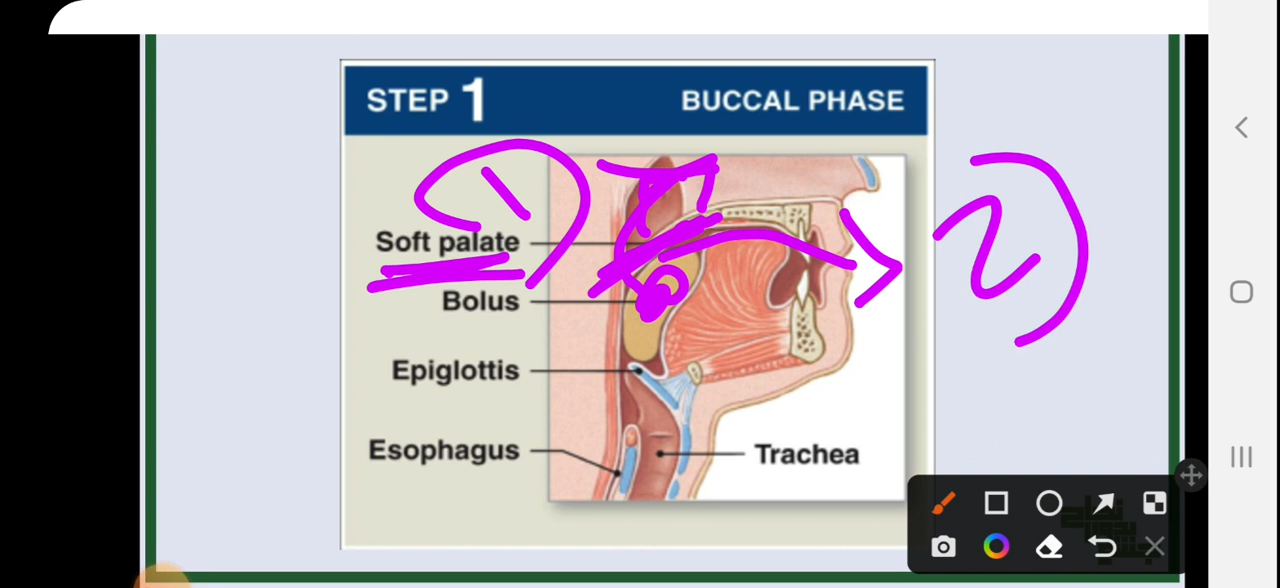 STEP 1 BUCCAL PHASE
1)
2)
Soft palate
Bolus
Epiglottis
Esophagus
Trachea